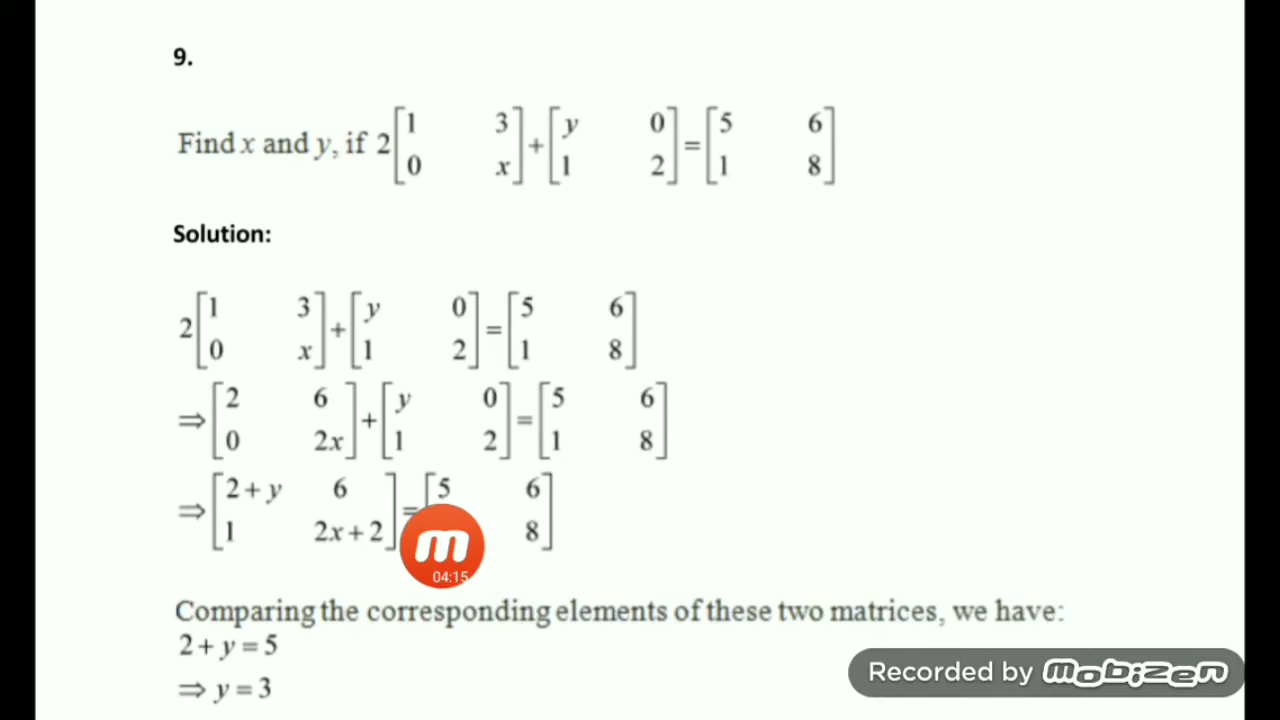 9.
Find x and y, if 2[1 3
0 x]+[y 0
1 2]=[5 6
1 8]
Solution:
2[1 3
0 x]+[y 0
1 2]=[5 6
1 8]
⇒[2 6
0 2x]+[y 0
1 2]=[5 6
1 8]
⇒[2+y 6
1 2x+2]=[5 6
8]
m
04:15
Comparing the corresponding elements of these two matrices, we have:
2+y=5
⇒y=3
Recorded by mobizen